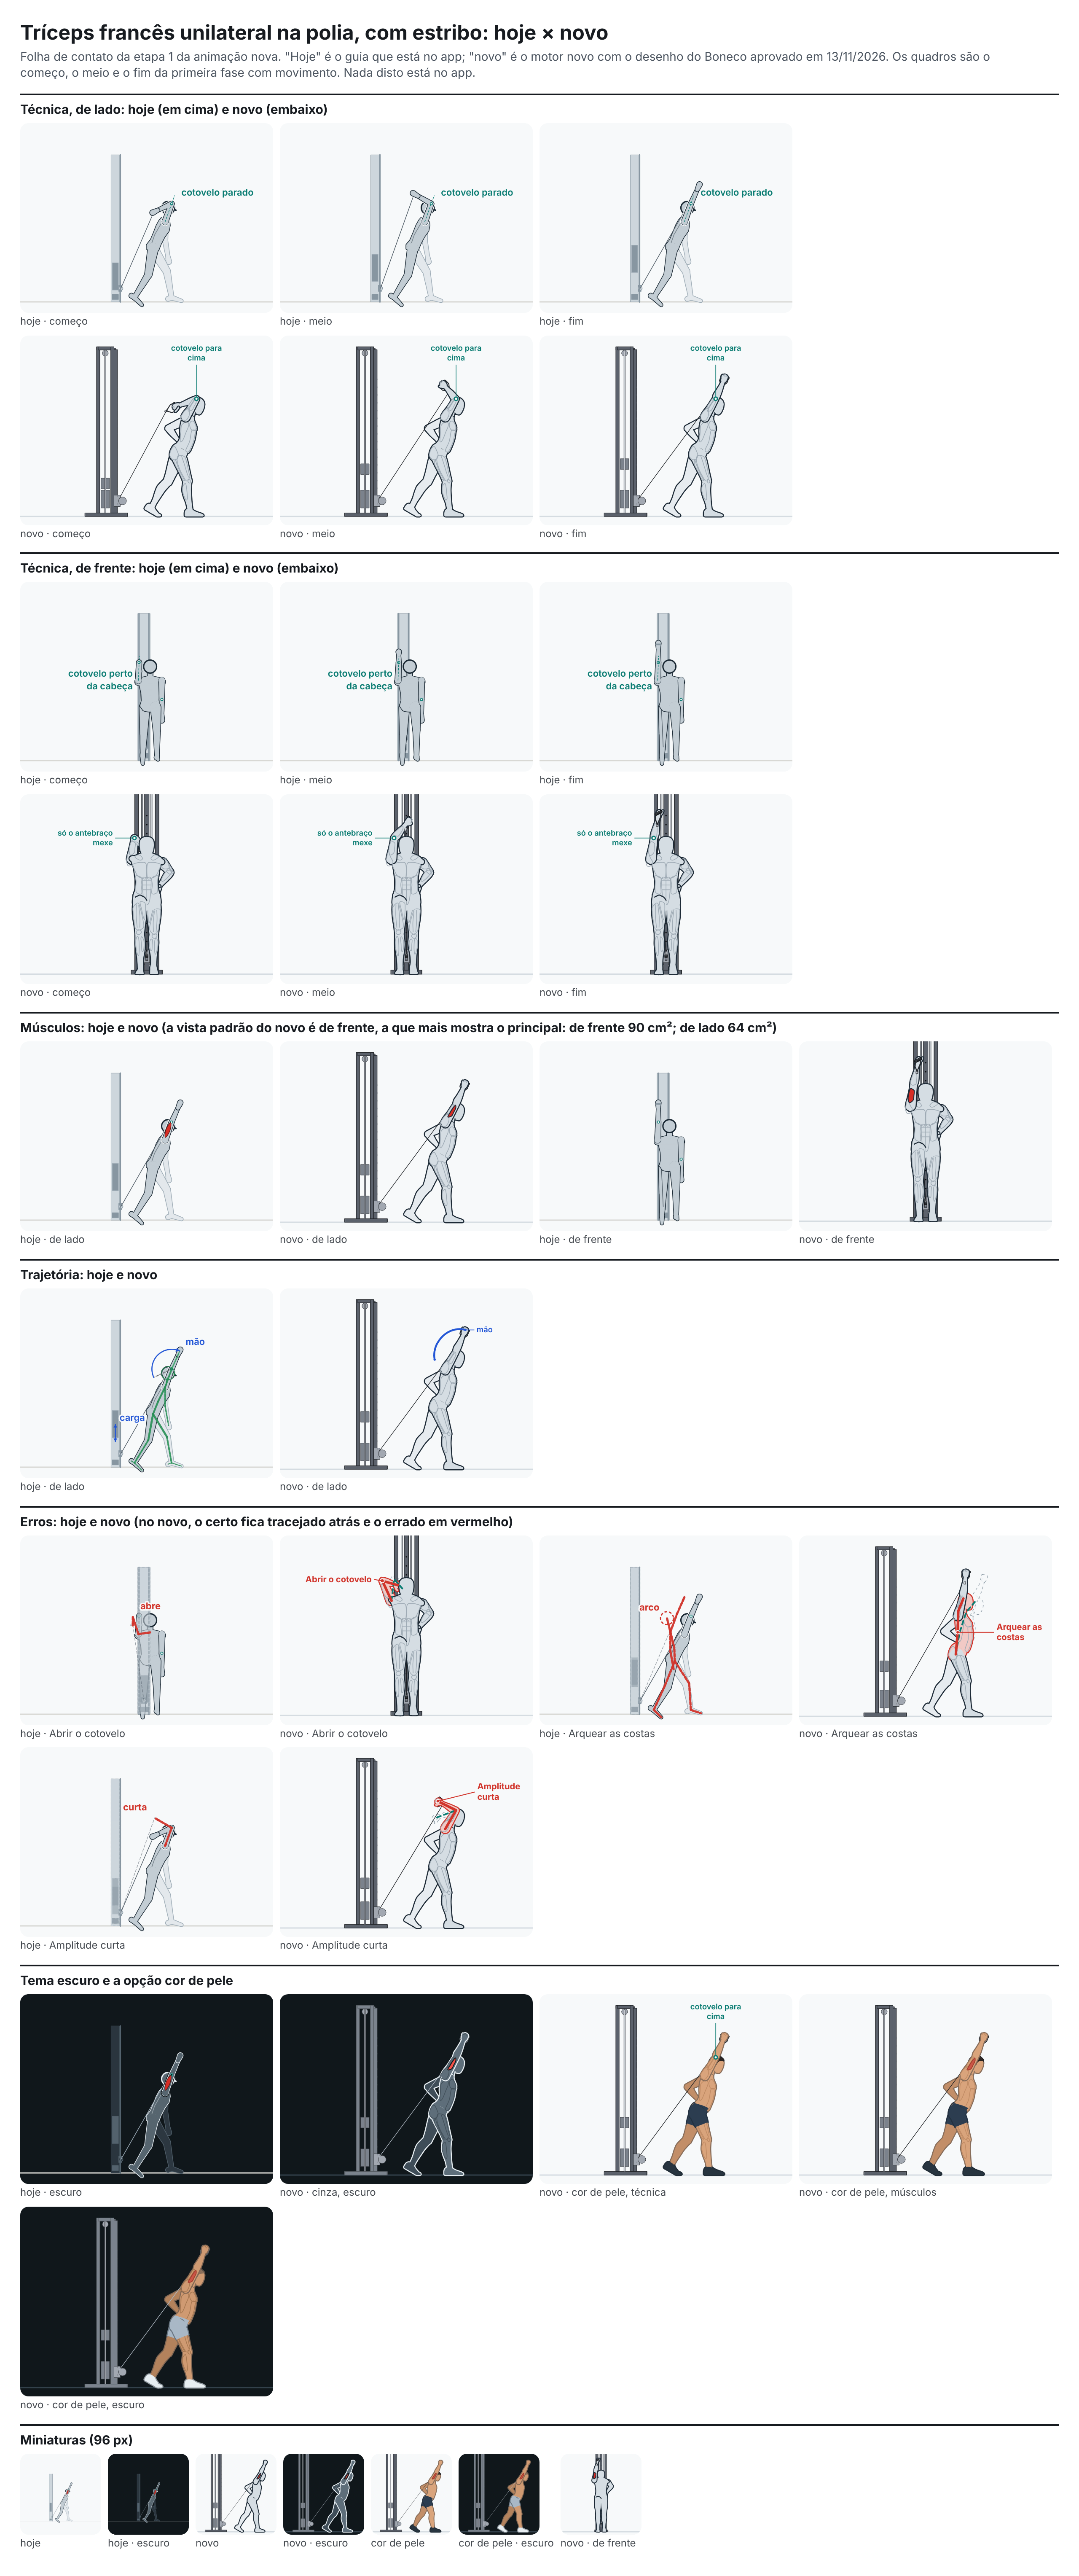 Tríceps francês unilateral na polia, com estribo: hoje × novo
Folha de contato da etapa 1 da animação nova. "Hoje" é o guia que está no app; "novo" é o motor novo com o desenho do Boneco aprovado em 13/11/2026. Os quadros são o
começo, o meio e o fim da primeira fase com movimento. Nada disto está no app.
Técnica, de lado: hoje (em cima) e novo (embaixo)
cotovelo parado
cotovelo parado
cotovelo parado
hoje · começo
hoje · meio
hoje · fim
cotovelo para
cima
cotovelo para
cima
cotovelo para
cima
novo · começo
novo · meio
novo · fim
Técnica, de frente: hoje (em cima) e novo (embaixo)
cotovelo perto
da cabeça
cotovelo perto
da cabeça
cotovelo perto
da cabeça
hoje · começo
hoje · meio
hoje · fim
só o antebraço
mexe
só o antebraço
mexe
só o antebraço
mexe
novo · começo
novo · meio
novo · fim
Músculos: hoje e novo (a vista padrão do novo é de frente, a que mais mostra o principal: de frente 90 cm²; de lado 64 cm²)
hoje · de lado
novo · de lado
hoje · de frente
novo · de frente
Trajetória: hoje e novo
mão
carga
mão
hoje · de lado
novo · de lado
Erros: hoje e novo (no novo, o certo fica tracejado atrás e o errado em vermelho)
abre
Abrir o cotovelo
arco
Arquear as
costas
hoje · Abrir o cotovelo
novo · Abrir o cotovelo
hoje · Arquear as costas
novo · Arquear as costas
curta
Amplitude
curta
hoje · Amplitude curta
novo · Amplitude curta
Tema escuro e a opção cor de pele
cotovelo para
cima
hoje · escuro
novo · cinza, escuro
novo · cor de pele, técnica
novo · cor de pele, músculos
novo · cor de pele, escuro
Miniaturas (96 px)
hoje
hoje · escuro
novo
novo · escuro
cor de pele
cor de pele · escuro
novo · de frente